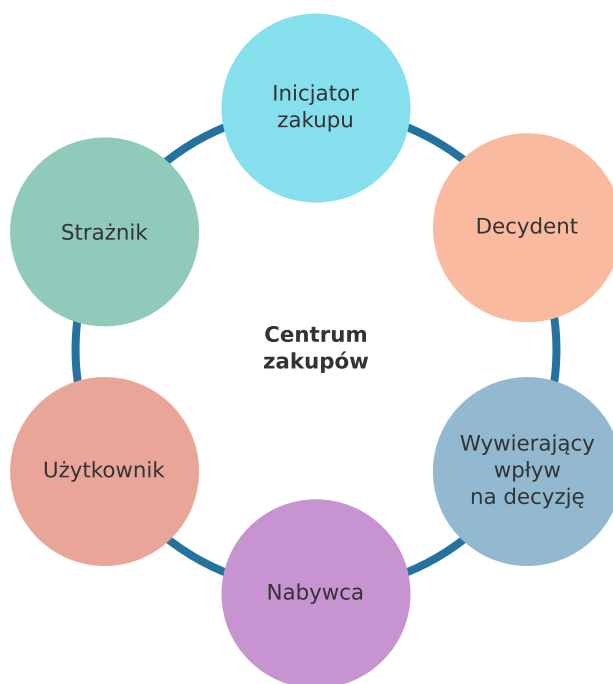 Inicjator
zakupu
Decydent
Strażnik
Centrum
zakupów
Wywierający
wpływ
na decyzję
Użytkownik
Nabywca